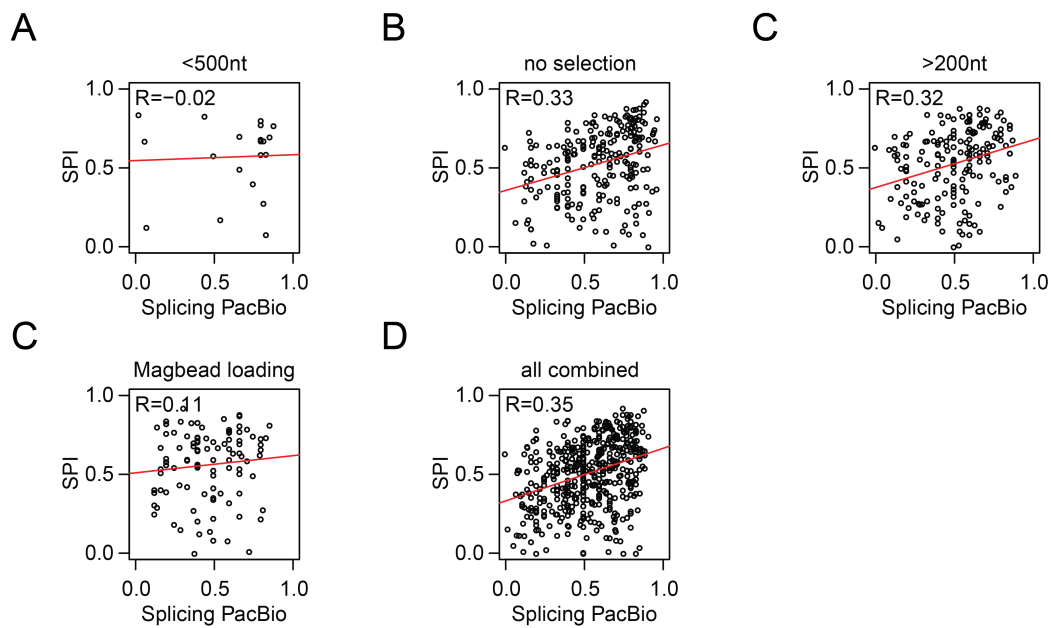 A
<500nt
1.0
0.5
0.0
SPI
R=−0.02
0.0 0.5 1.0
Splicing PacBio
B
no selection
1.0
0.5
0.0
SPI
R=0.33
0.0 0.5 1.0
Splicing PacBio
C
>200nt
1.0
0.5
0.0
SPI
R=0.32
0.0 0.5 1.0
Splicing PacBio
C
Magbead loading
1.0
0.5
0.0
SPI
R=0.11
0.0 0.5 1.0
Splicing PacBio
D
all combined
1.0
0.5
0.0
SPI
R=0.35
0.0 0.5 1.0
Splicing PacBio